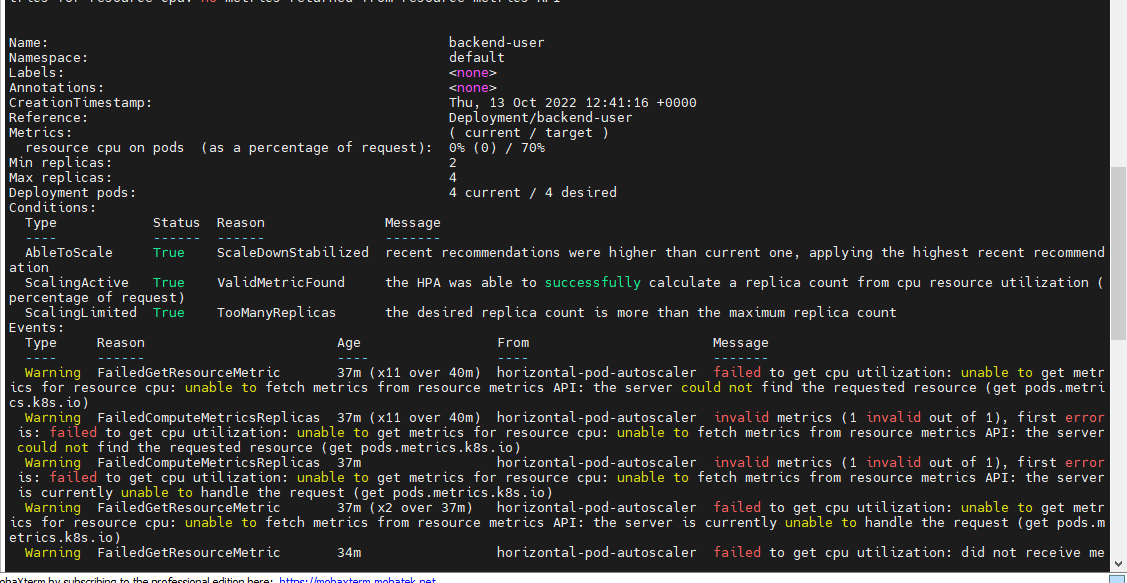 tries for resource cpu: no metrics returned from resource metrics API
Name: backend-user
Namespace: default
Labels: <none>
Annotations: <none>
CreationTimestamp: Thu, 13 Oct 2022 12:41:16 +0000
Reference: Deployment/backend-user
Metrics: ( current / target )
resource cpu on pods (as a percentage of request): 0% (0) / 70%
Min replicas: 2
Max replicas: 4
Deployment pods: 4 current / 4 desired
Conditions:
Type Status Reason Message
---- ------ ------ -------
AbleToScale True ScaleDownStabilized recent recommendations were higher than current one, applying the highest recent recommend
ation
ScalingActive True ValidMetricFound the HPA was able to successfully calculate a replica count from cpu resource utilization (
percentage of request)
ScalingLimited True TooManyReplicas the desired replica count is more than the maximum replica count
Events:
Type Reason Age From Message
---- ------ ---- ---- -------
Warning FailedGetResourceMetric 37m (x11 over 40m) horizontal-pod-autoscaler failed to get cpu utilization: unable to get metr
ics for resource cpu: unable to fetch metrics from resource metrics API: the server could not find the requested resource (get pods.metri
cs.k8s.io)
Warning FailedComputeMetricsReplicas 37m (x11 over 40m) horizontal-pod-autoscaler invalid metrics (1 invalid out of 1), first error
is: failed to get cpu utilization: unable to get metrics for resource cpu: unable to fetch metrics from resource metrics API: the server
could not find the requested resource (get pods.metrics.k8s.io)
Warning FailedComputeMetricsReplicas 37m horizontal-pod-autoscaler invalid metrics (1 invalid out of 1), first error
is: failed to get cpu utilization: unable to get metrics for resource cpu: unable to fetch metrics from resource metrics API: the server
is currently unable to handle the request (get pods.metrics.k8s.io)
Warning FailedGetResourceMetric 37m (x2 over 37m) horizontal-pod-autoscaler failed to get cpu utilization: unable to get metr
ics for resource cpu: unable to fetch metrics from resource metrics API: the server is currently unable to handle the request (get pods.m
etrics.k8s.io)
Warning FailedGetResourceMetric 34m horizontal-pod-autoscaler failed to get cpu utilization: did not receive me
obaXterm by subscribing to the professional edition here: https://mobaxterm.mobatek.net